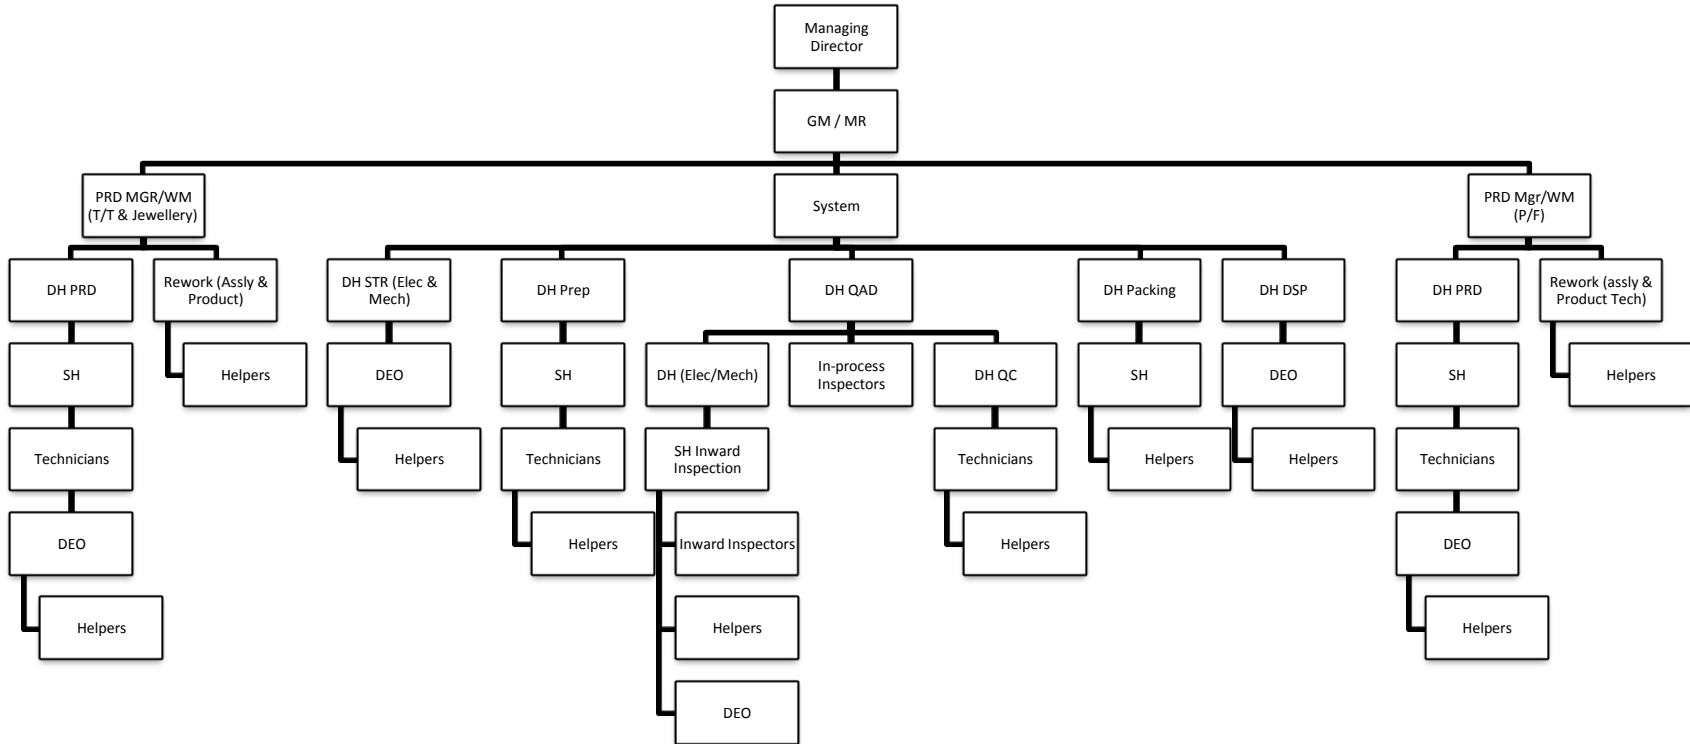 Managing
Director
GM / MR
PRD MGR/WM
(T/T & Jewellery)
System
PRD Mgr/WM
(P/F)
DH PRD
Rework (Assly &
Product)
DH STR (Elec &
Mech)
DH Prep
DH QAD
DH Packing
DH DSP
DH PRD
Rework (assly &
Product Tech)
SH
Helpers
DEO
SH
DH (Elec/Mech)
In-process
Inspectors
DH QC
SH
DEO
SH
Helpers
Technicians
Helpers
Technicians
SH Inward
Inspection
Technicians
Helpers
Helpers
Technicians
DEO
Helpers
Inward Inspectors
Helpers
DEO
Helpers
Helpers
Helpers
DEO